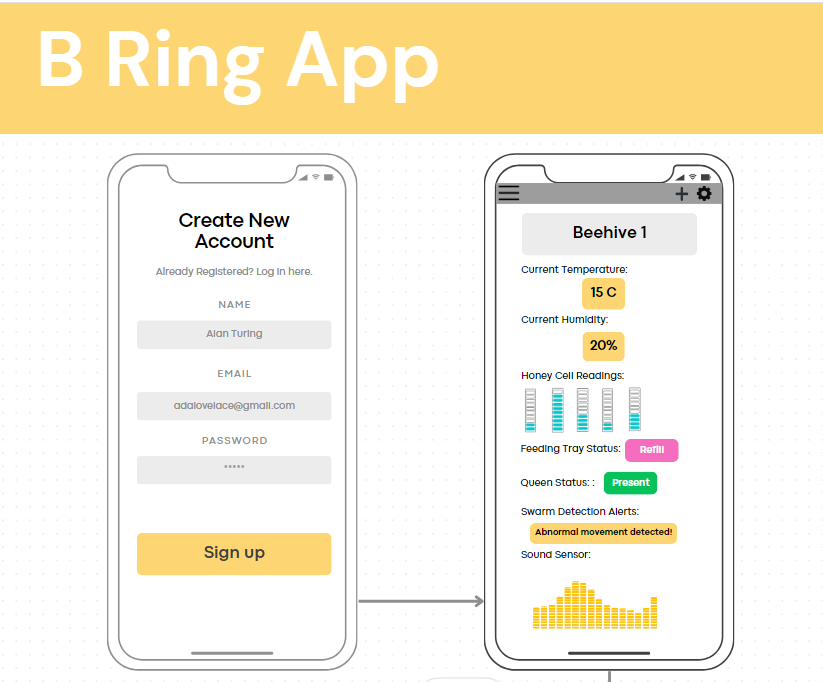 B Ring App
Create New
Account
Already Registered? Log in here.
NAME
Alan Turing
EMAIL
adalovelace@gmail.com
PASSWORD
*****
Sign up
Beehive 1
Current Temperature:
15 C
Current Humidity:
20%
Honey Cell Readings:
Feeding Tray Status: Refill
Queen Status: : Present
Swarm Detection Alerts:
Abnormal movement detected!
Sound Sensor: